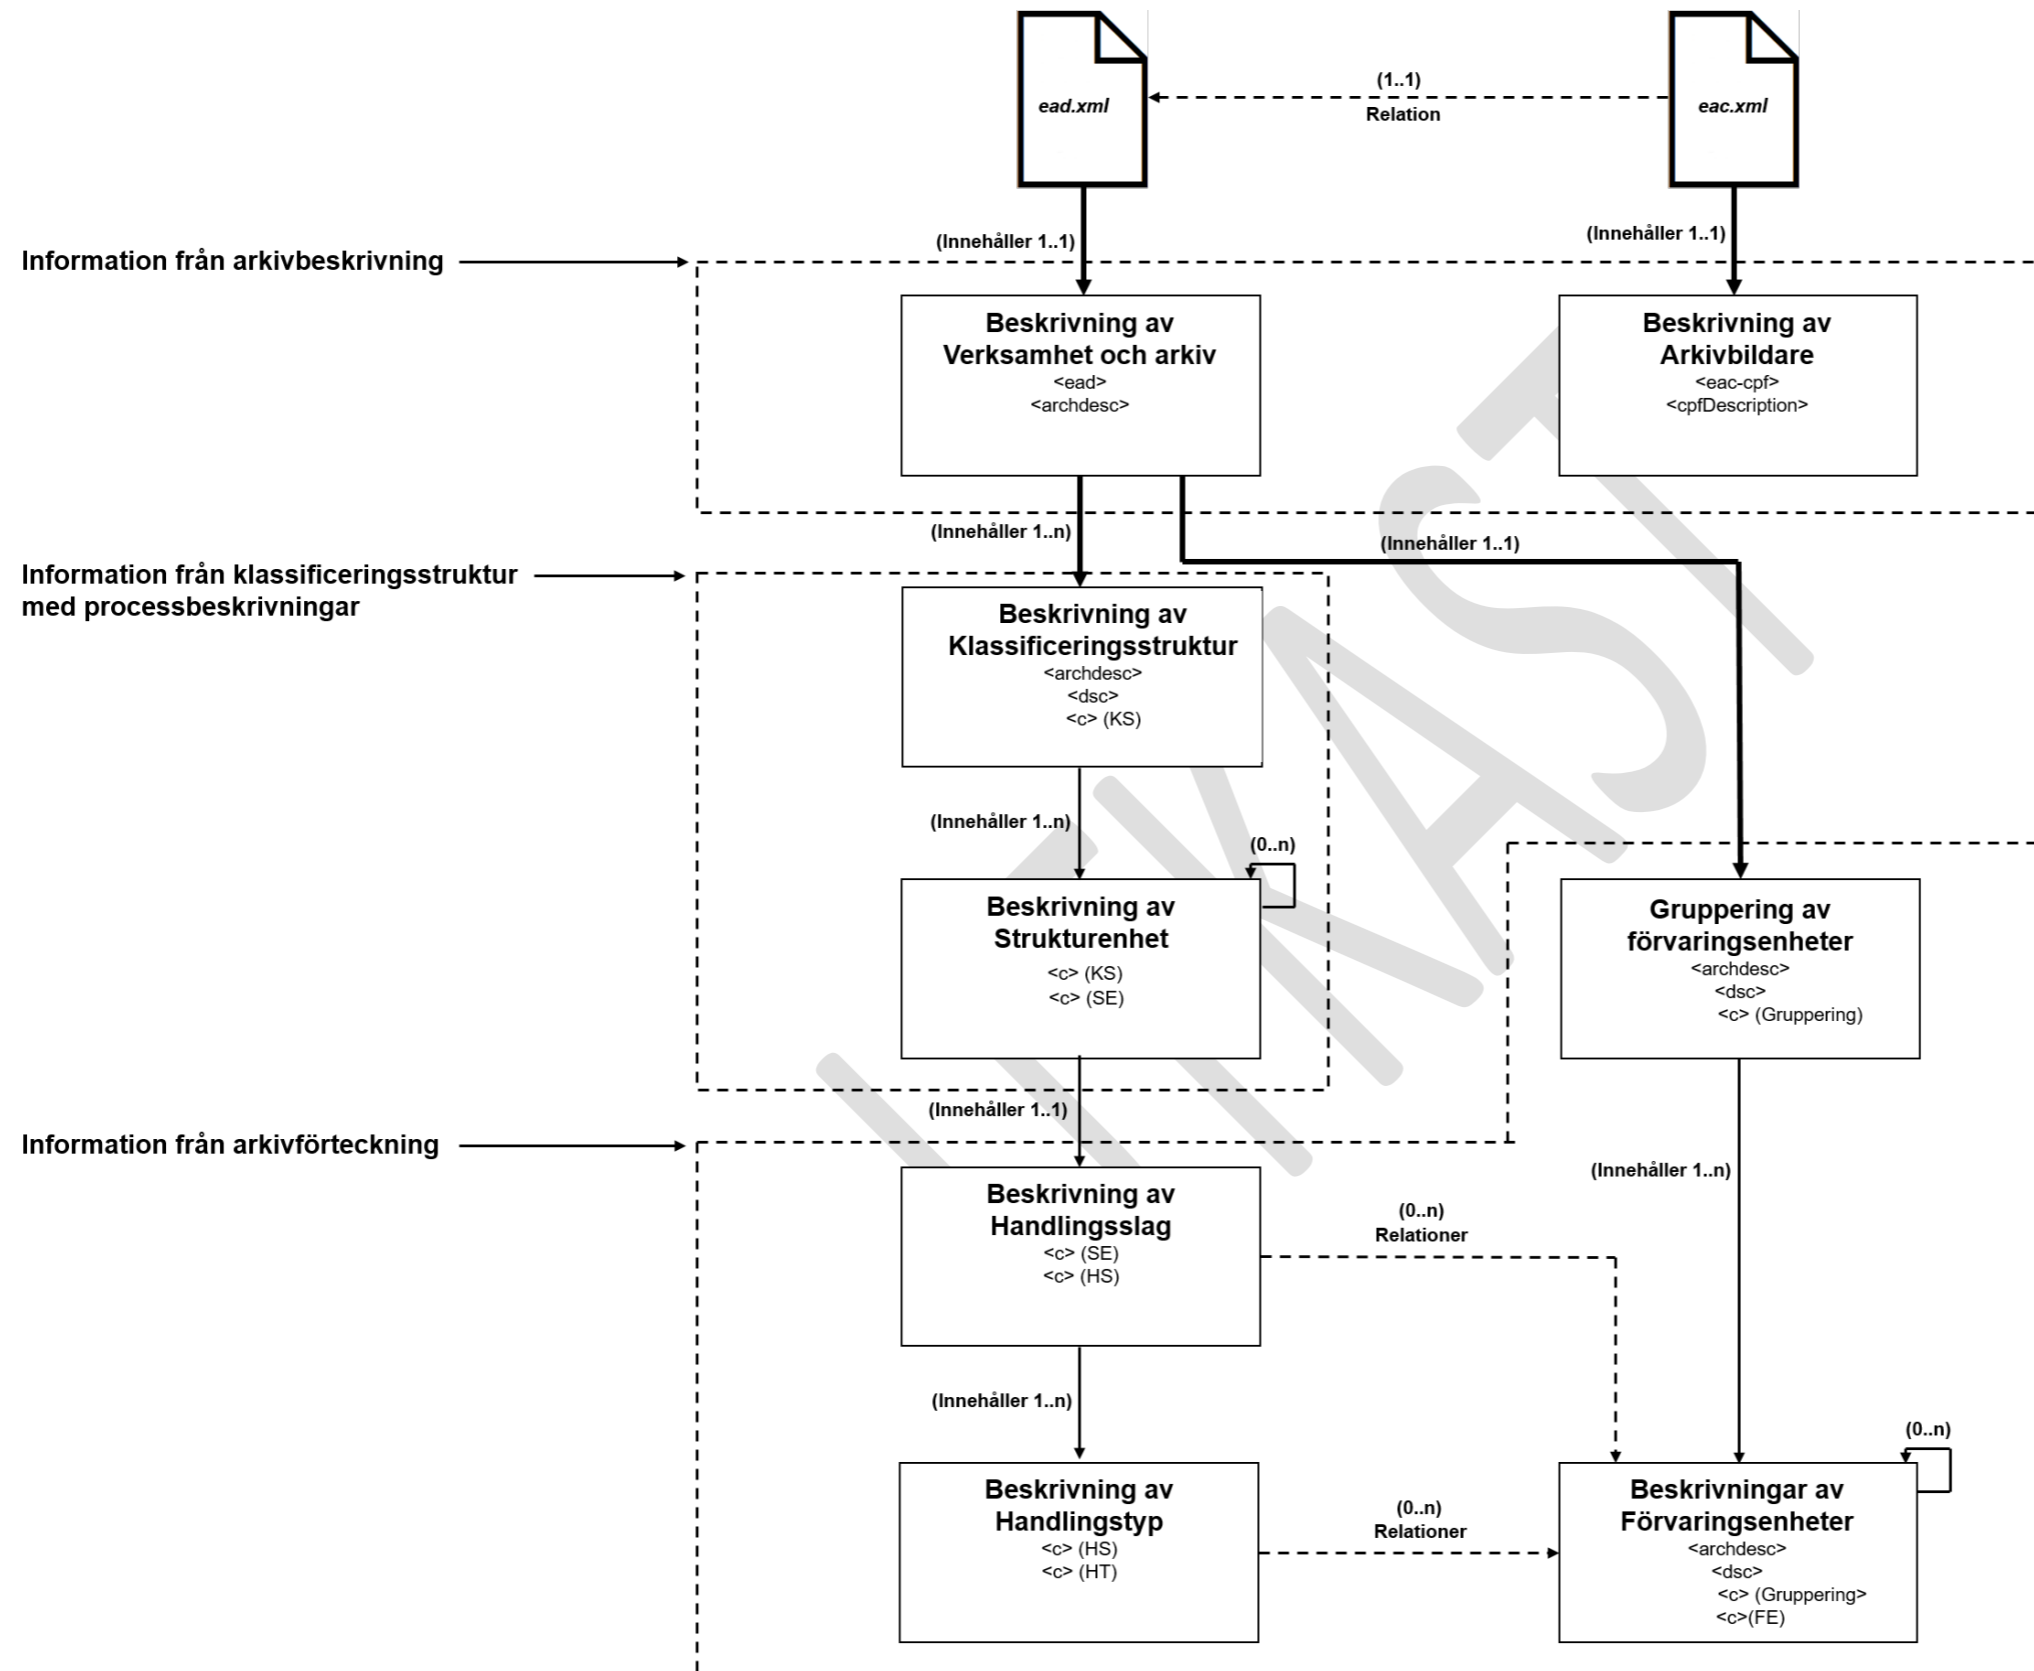 ead.xml
(1..1)
Relation
eac.xml
(Innehåller 1..1)
(Innehåller 1..1)
Information från arkivbeskrivning
Beskrivning av
Verksamhet och arkiv
<ead>
<archdesc>
Beskrivning av
Arkivbildare
<eac-cpf>
<cpfDescription>
(Innehåller 1..n)
(Innehåller 1..1)
Information från klassificeringsstruktur
med processbeskrivningar
Beskrivning av
Klassificeringsstruktur
<archdesc>
<dsc>
<c> (KS)
(Innehåller 1..n)
(0..n)
Beskrivning av
Strukturenhet
<c> (KS)
<c> (SE)
Gruppering av
förvaringsenheter
<archdesc>
<dsc>
<c> (Gruppering)
(Innehåller 1..1)
Information från arkivförteckning
(Innehåller 1..n)
Beskrivning av
Handlingsslag
<c> (SE)
<c> (HS)
(0..n)
Relationer
(Innehåller 1..n)
(0..n)
Beskrivning av
Handlingstyp
<c> (HS)
<c> (HT)
(0..n)
Relationer
Beskrivningar av
Förvaringsenheter
<archdesc>
<dsc>
<c> (Gruppering>
<c>(FE)
UTKAST